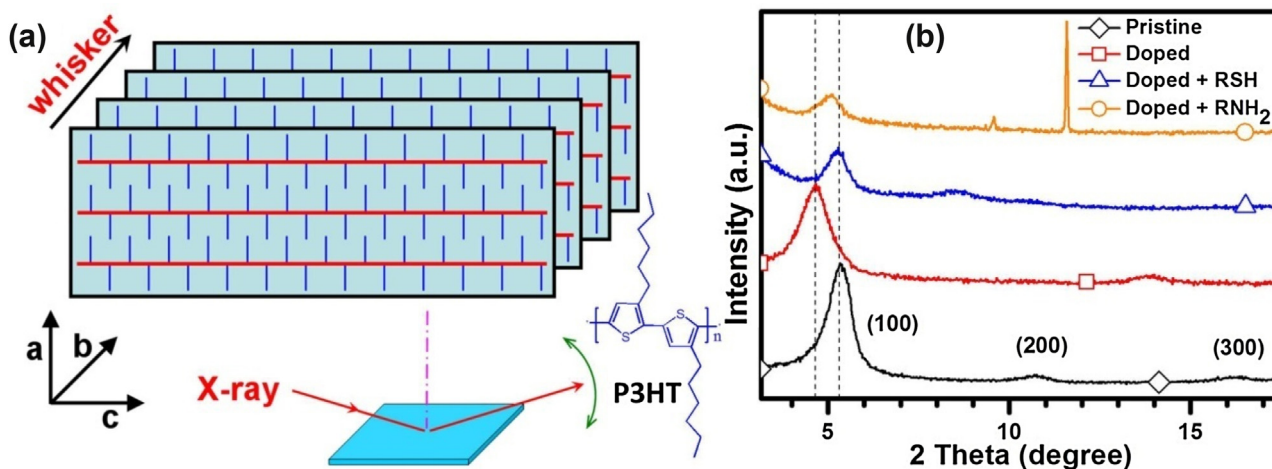 (a)
whisker
a
b
c
X-ray
S
S
n
P3HT
(b)
Pristine
Doped
Doped + RSH
Doped + RNH2
Intensity (a.u.)
(100)
(200)
(300)
5
10
15
2 Theta (degree)